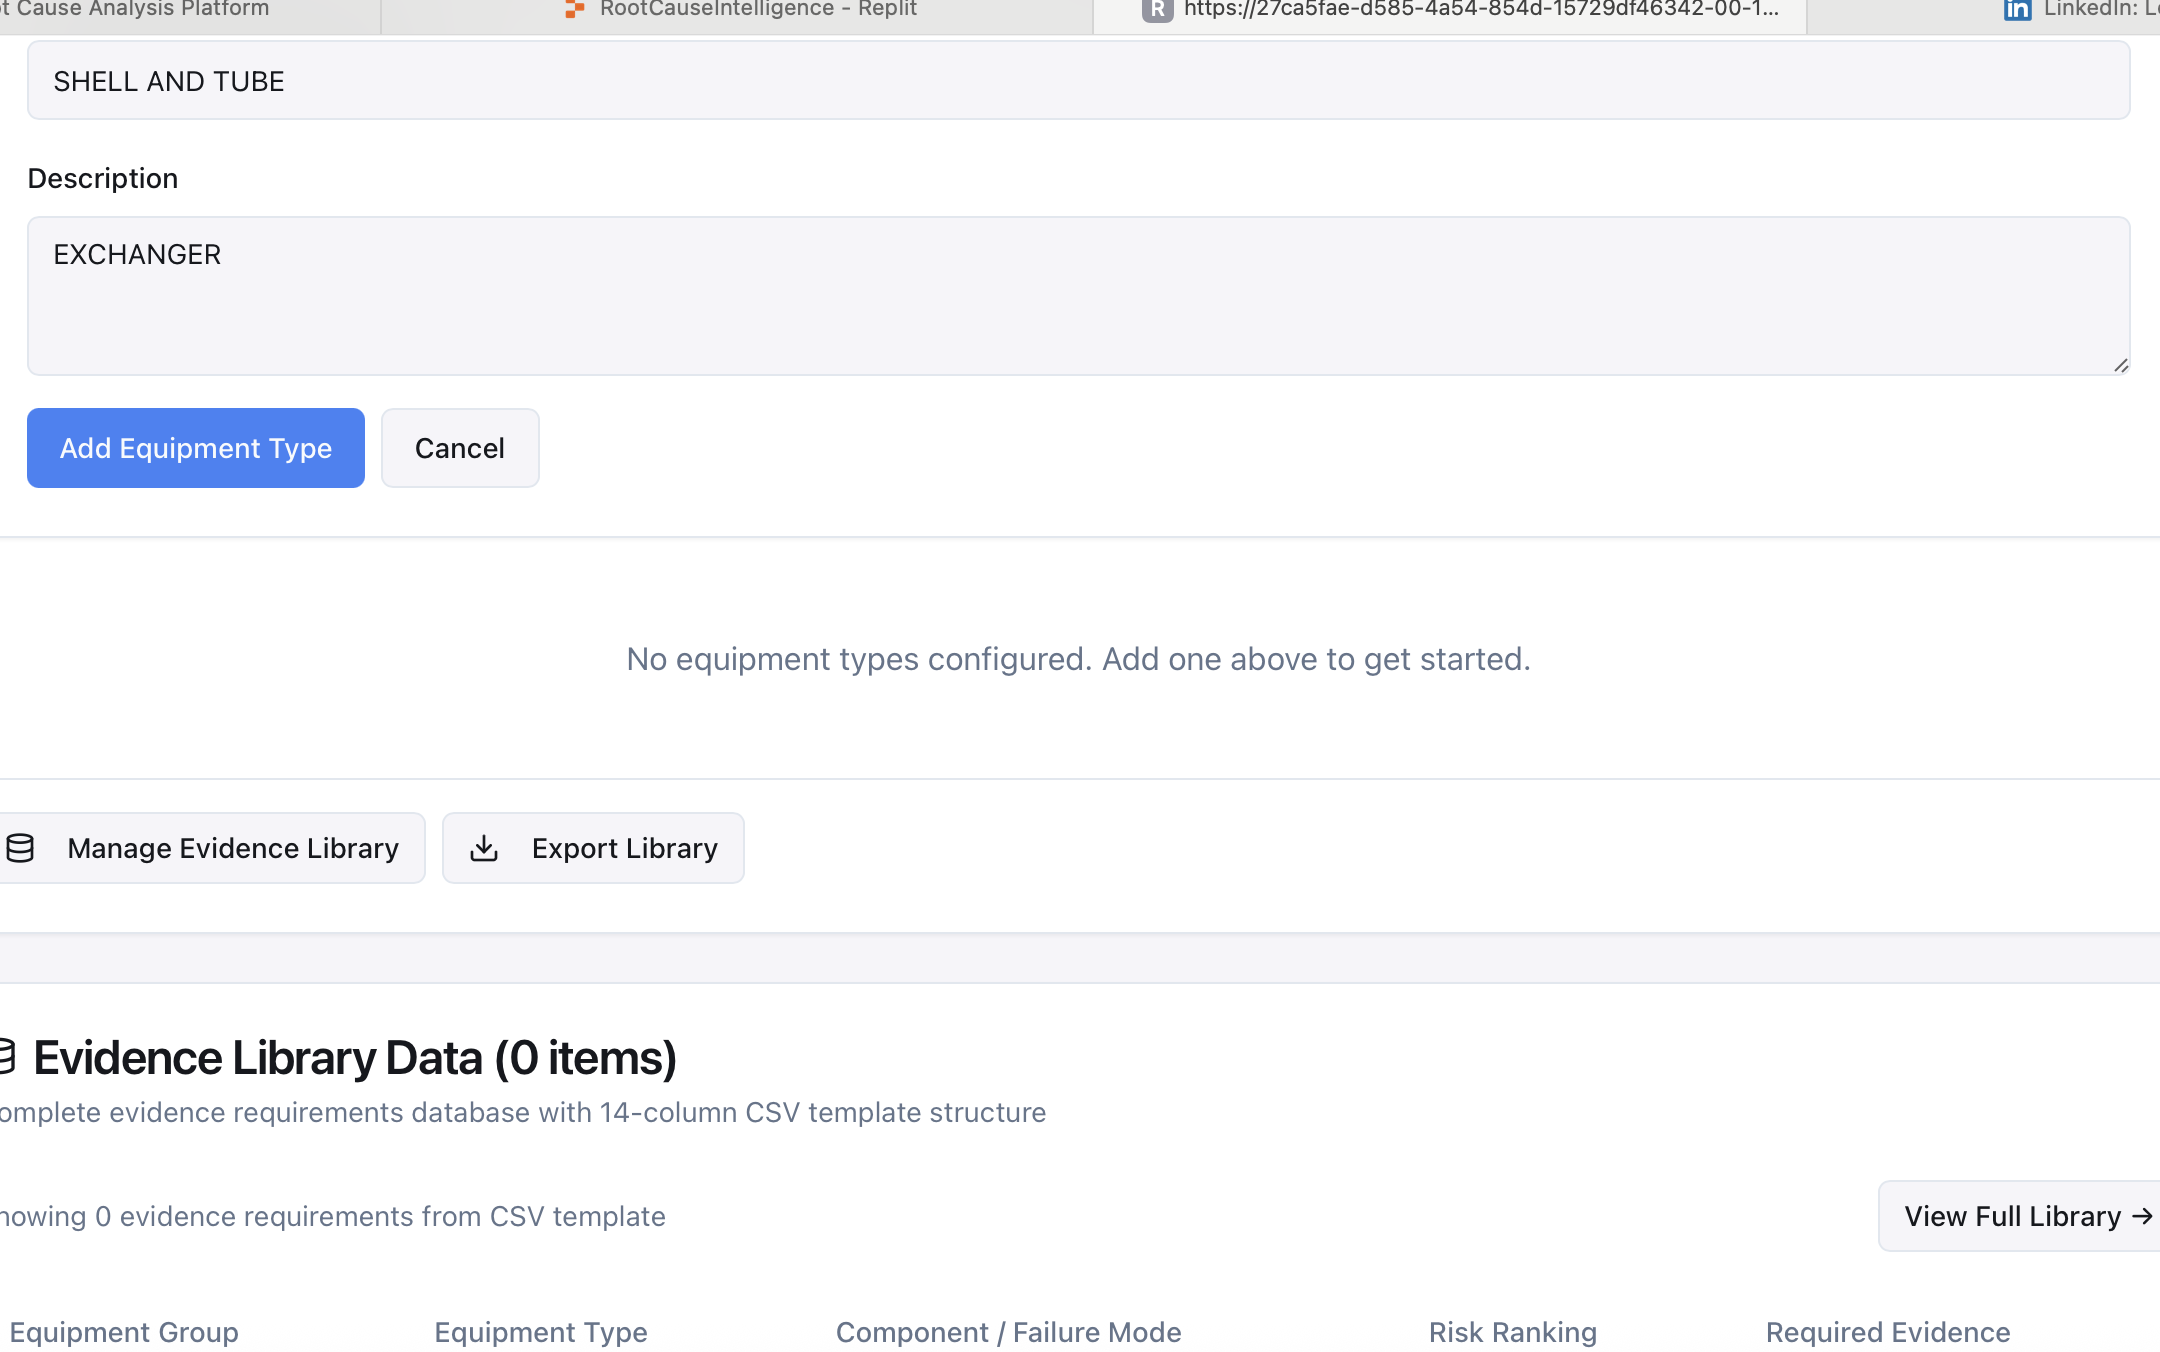 t Cause Analysis Platform
RootCauseIntelligence - Replit
R https://27ca5fae-d585-4a54-854d-15729df46342-00-1...
in LinkedIn: L
SHELL AND TUBE
Description
EXCHANGER
Add Equipment Type
Cancel
No equipment types configured. Add one above to get started.
Manage Evidence Library
Export Library
Evidence Library Data (0 items)
omplete evidence requirements database with 14-column CSV template structure
howing 0 evidence requirements from CSV template
View Full Library →
Equipment Group
Equipment Type
Component / Failure Mode
Risk Ranking
Required Evidence